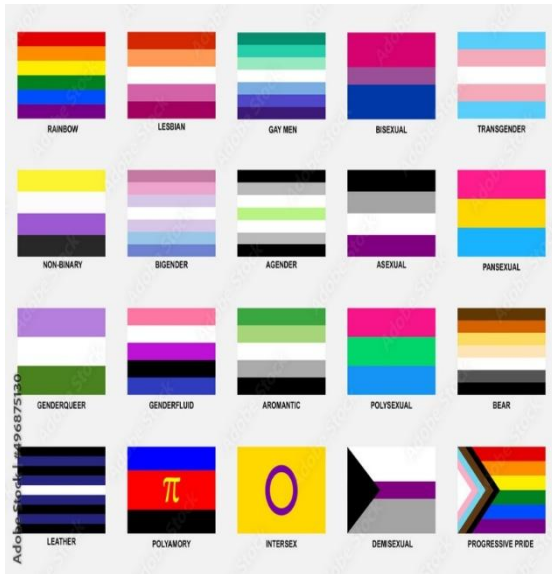 RAINBOW
LESBIAN
GAY MEN
BISEXUAL
TRANSGENDER
NON-BINARY
BIGENDER
AGENDER
ASEXUAL
PANSEXUAL
GENDERQUEER
GENDERFLUID
AROMANTIC
POLYSEXUAL
BEAR
π
LEATHER
POLYAMORY
INTERSEX
DEMISEXUAL
PROGRESSIVE PRIDE
Adobe Stock | #496875130